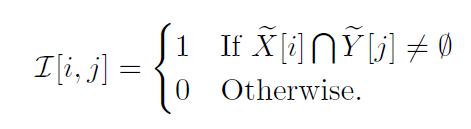 ℐ[i, j] = { 1 If X̃[i] ⋂ Ỹ[j] ≠ ∅
0 Otherwise.